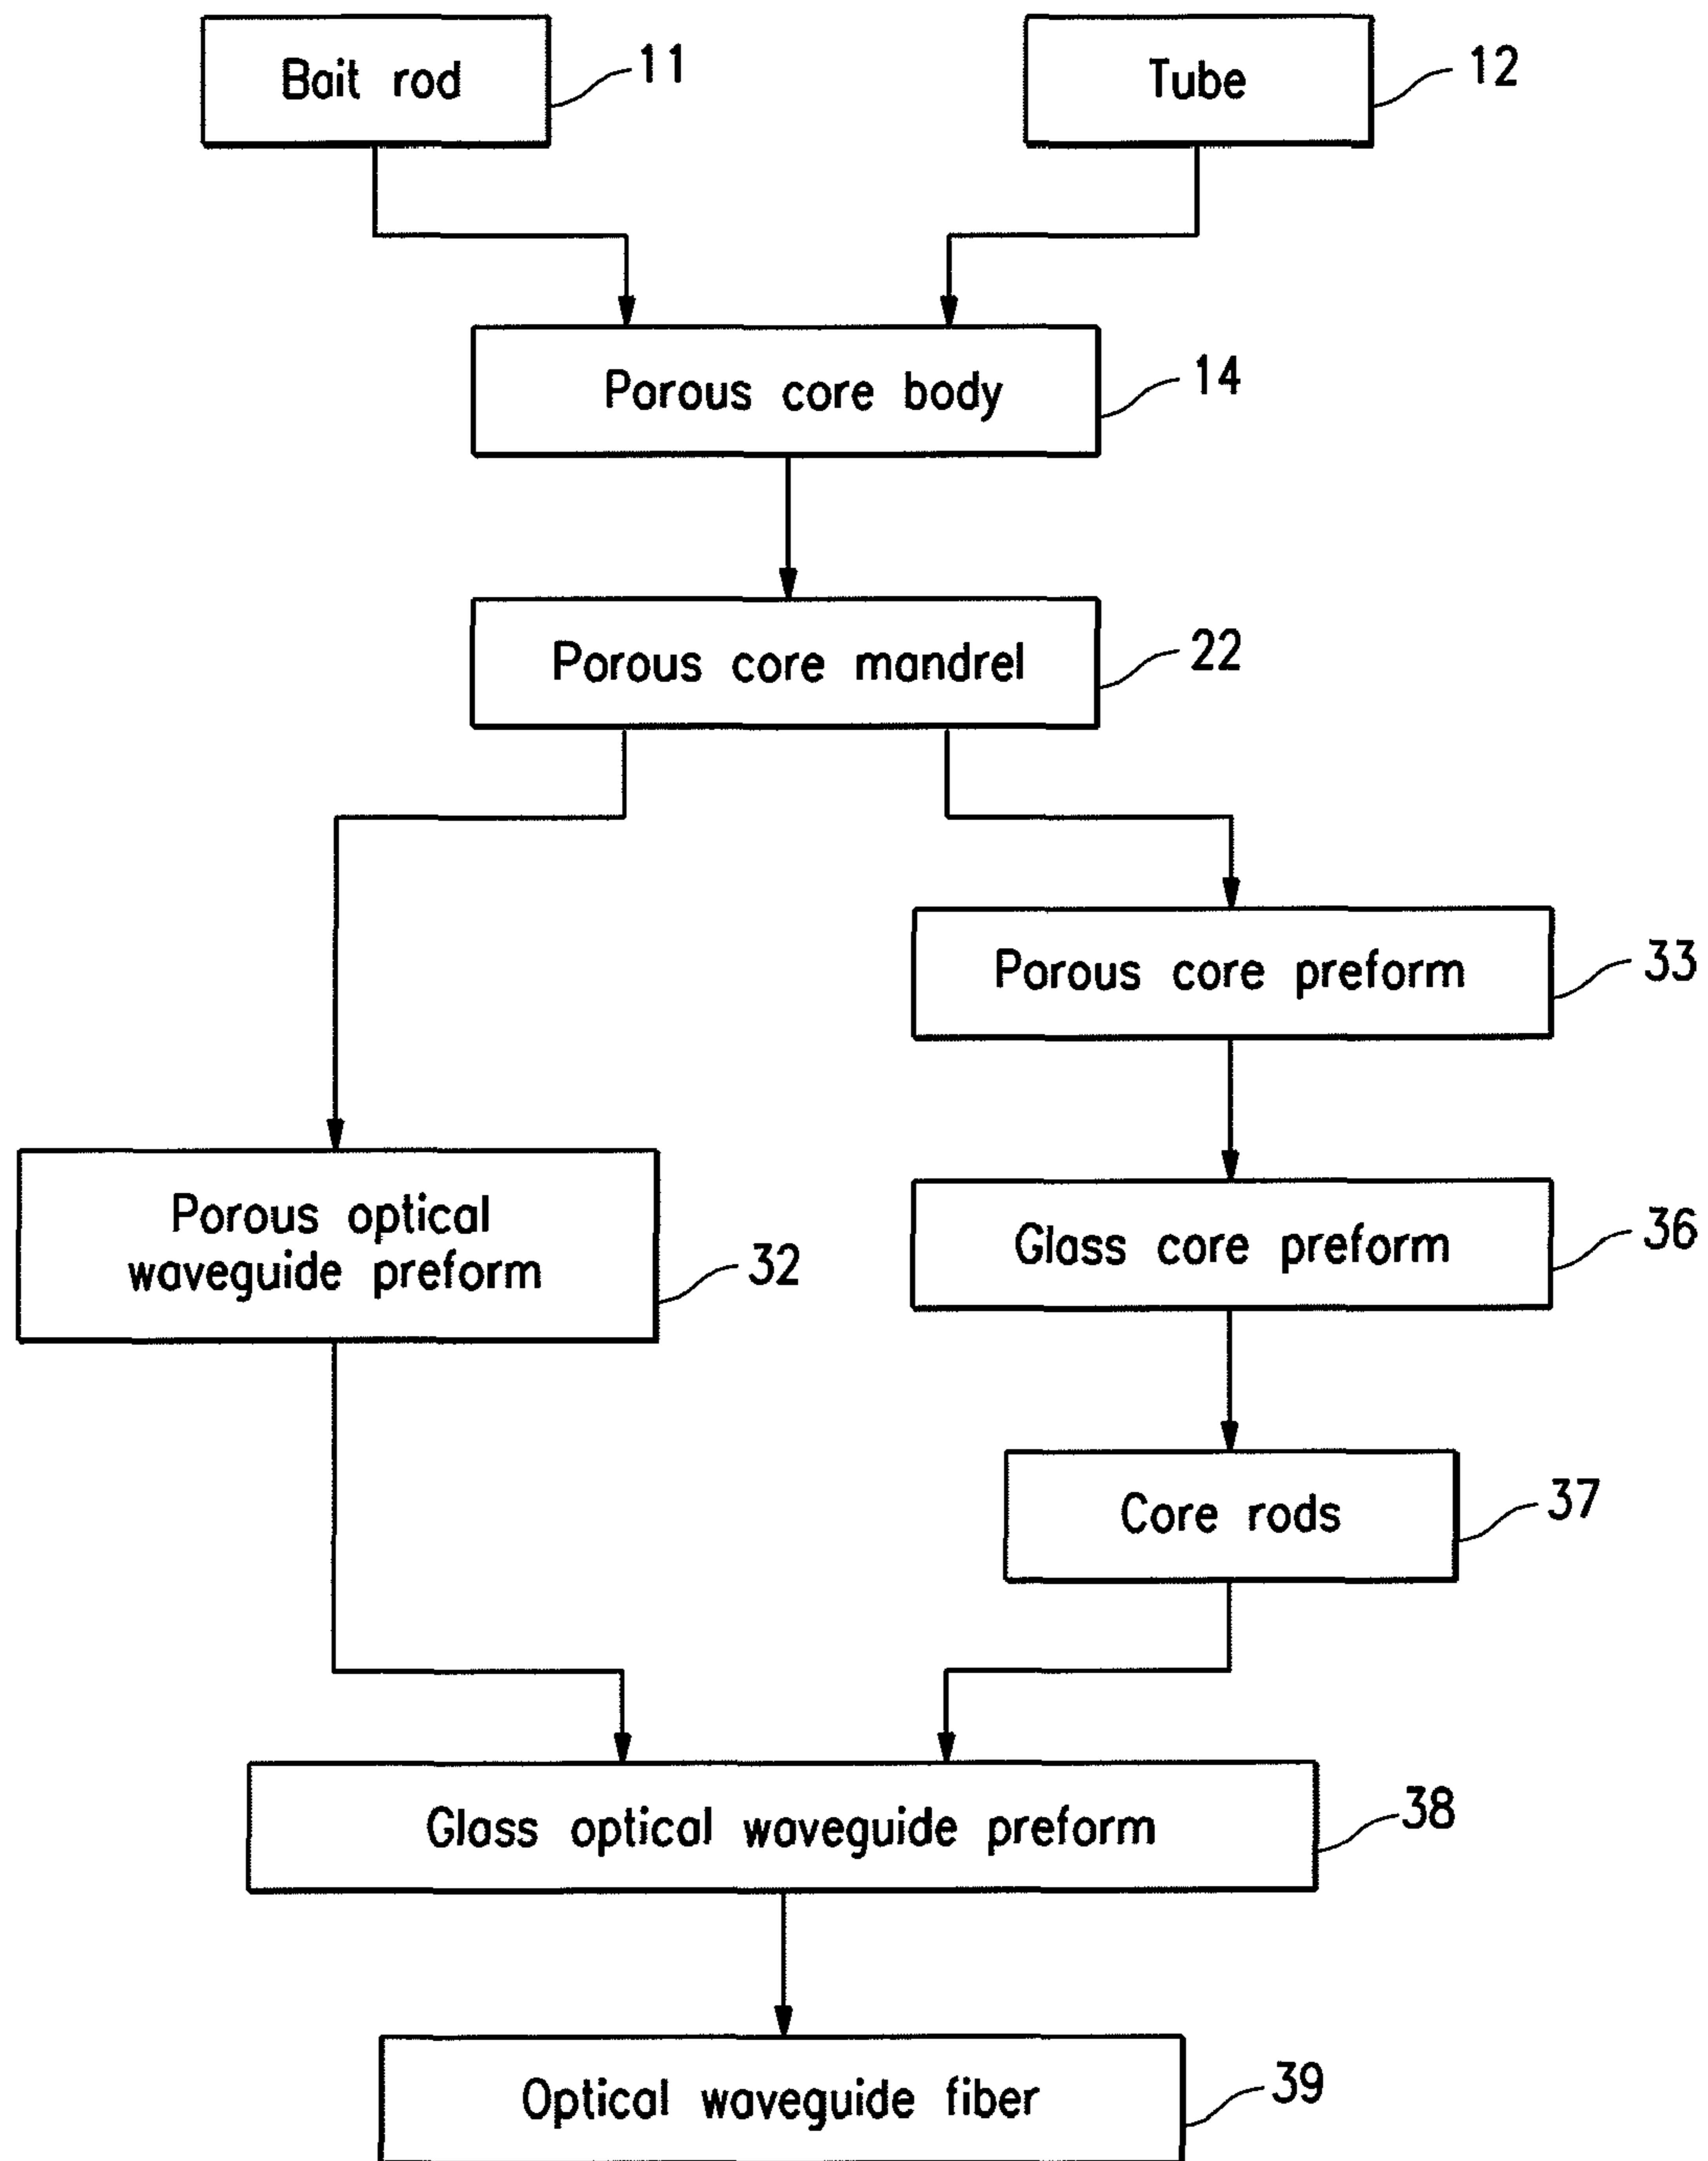 Bait rod
11
Tube
12
Porous core body
14
Porous core mandrel
22
Porous core preform
33
Porous optical
waveguide preform
32
Glass core preform
36
Core rods
37
Glass optical waveguide preform
38
Optical waveguide fiber
39